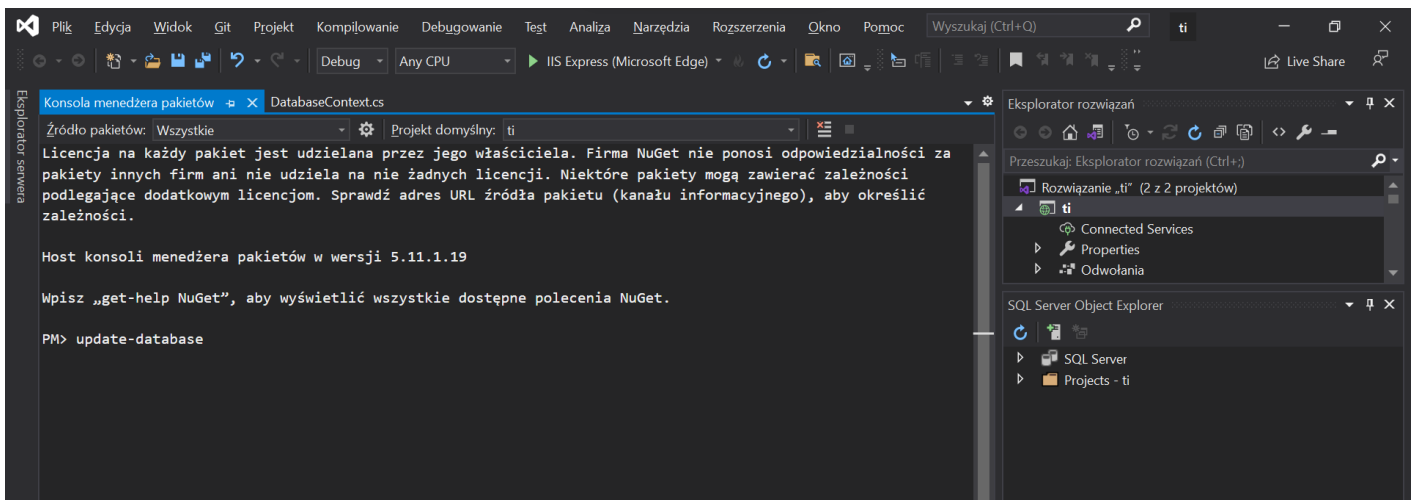 Plik Edycja Widok Git Projekt Kompilowanie Debugowanie Test Analiza Narzędzia Rozszerzenia Okno Pomoc Wyszukaj (Ctrl+Q) ti
Debug Any CPU IIS Express (Microsoft Edge) Live Share
Eksplorator serwera
Konsola menedżera pakietów DatabaseContext.cs
Źródło pakietów: Wszystkie Projekt domyślny: ti
Licencja na każdy pakiet jest udzielana przez jego właściciela. Firma NuGet nie ponosi odpowiedzialności za
pakiety innych firm ani nie udziela na nie żadnych licencji. Niektóre pakiety mogą zawierać zależności
podlegające dodatkowym licencjom. Sprawdź adres URL źródła pakietu (kanału informacyjnego), aby określić
zależności.
Host konsoli menedżera pakietów w wersji 5.11.1.19
Wpisz „get-help NuGet”, aby wyświetlić wszystkie dostępne polecenia NuGet.
PM> update-database
Eksplorator rozwiązań
Przeszukaj: Eksplorator rozwiązań (Ctrl+;)
Rozwiązanie „ti” (2 z 2 projektów)
ti
Connected Services
Properties
Odwołania
SQL Server Object Explorer
SQL Server
Projects - ti